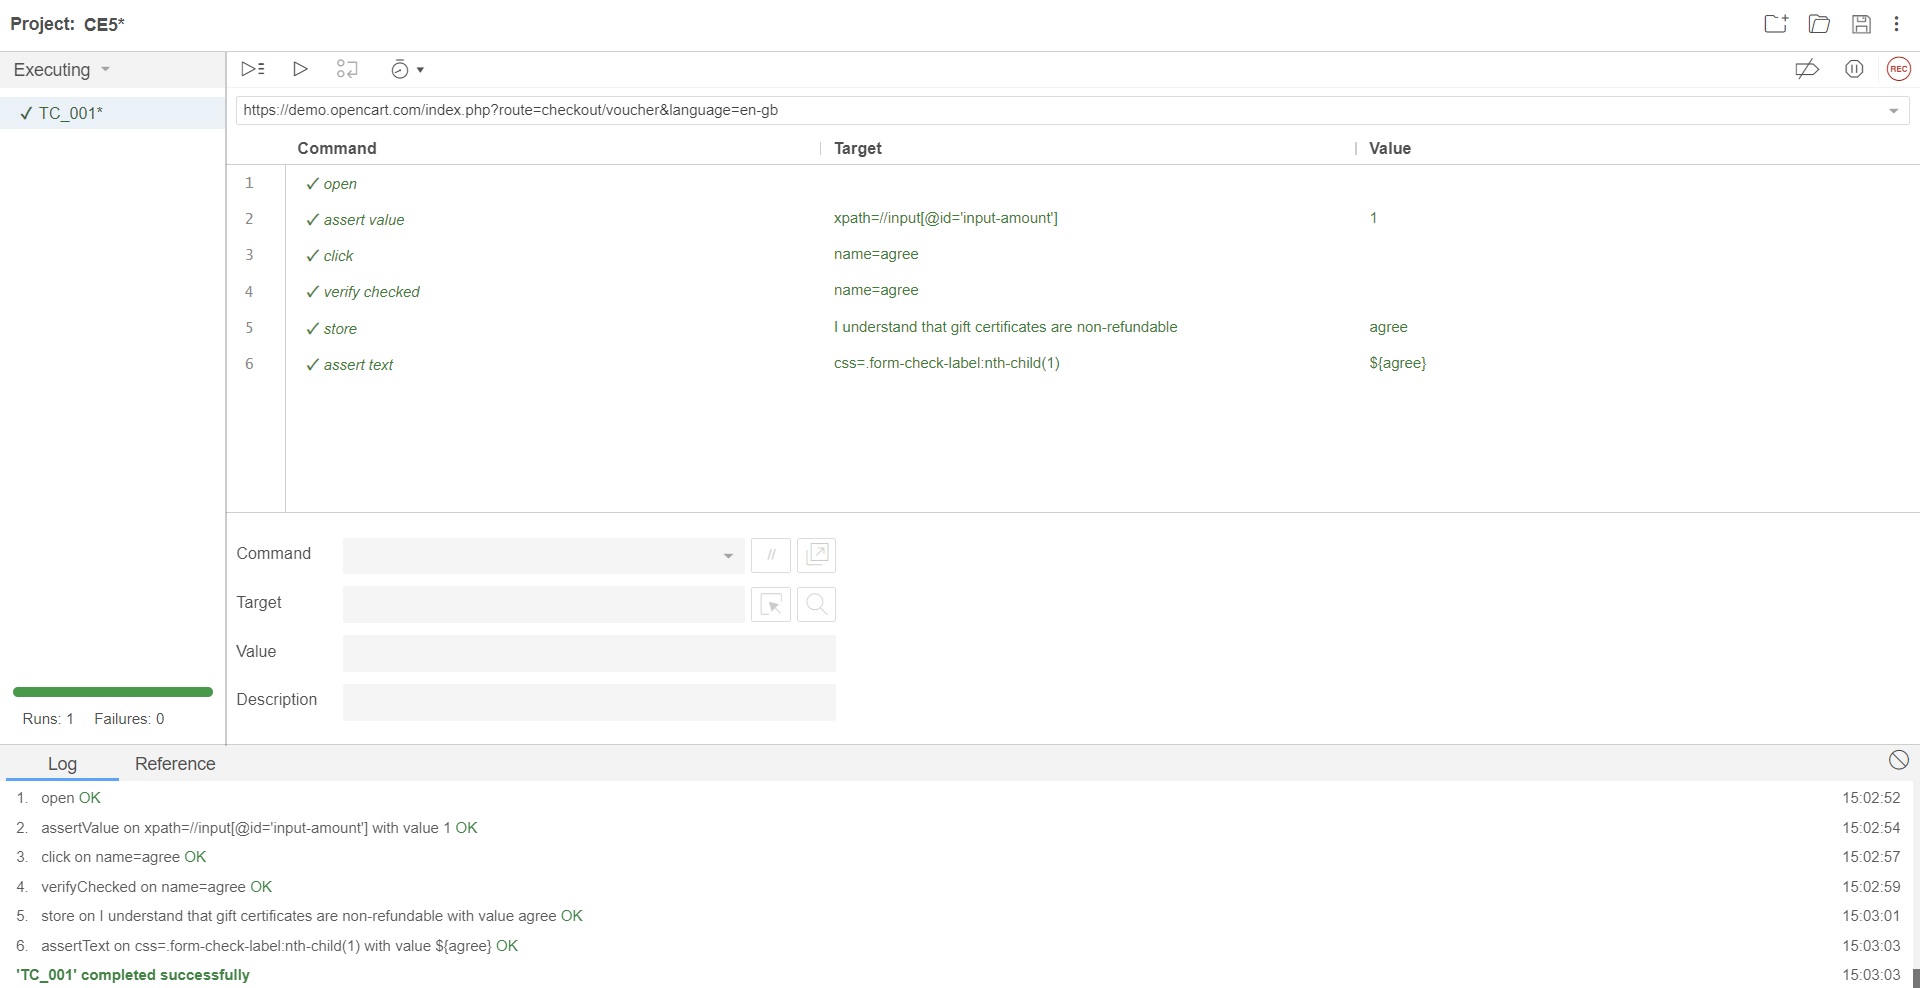 Project: CE5*
Executing
REC
✓ TC_001*
https://demo.opencart.com/index.php?route=checkout/voucher&language=en-gb
Command Target Value
1 ✓ open
2 ✓ assert value xpath=//input[@id='input-amount'] 1
3 ✓ click name=agree
4 ✓ verify checked name=agree
5 ✓ store I understand that gift certificates are non-refundable agree
6 ✓ assert text css=.form-check-label:nth-child(1) ${agree}
Command //
Target
Value
Description
Runs: 1 Failures: 0
Log Reference
1. open OK 15:02:52
2. assertValue on xpath=//input[@id='input-amount'] with value 1 OK 15:02:54
3. click on name=agree OK 15:02:57
4. verifyChecked on name=agree OK 15:02:59
5. store on I understand that gift certificates are non-refundable with value agree OK 15:03:01
6. assertText on css=.form-check-label:nth-child(1) with value ${agree} OK 15:03:03
'TC_001' completed successfully 15:03:03